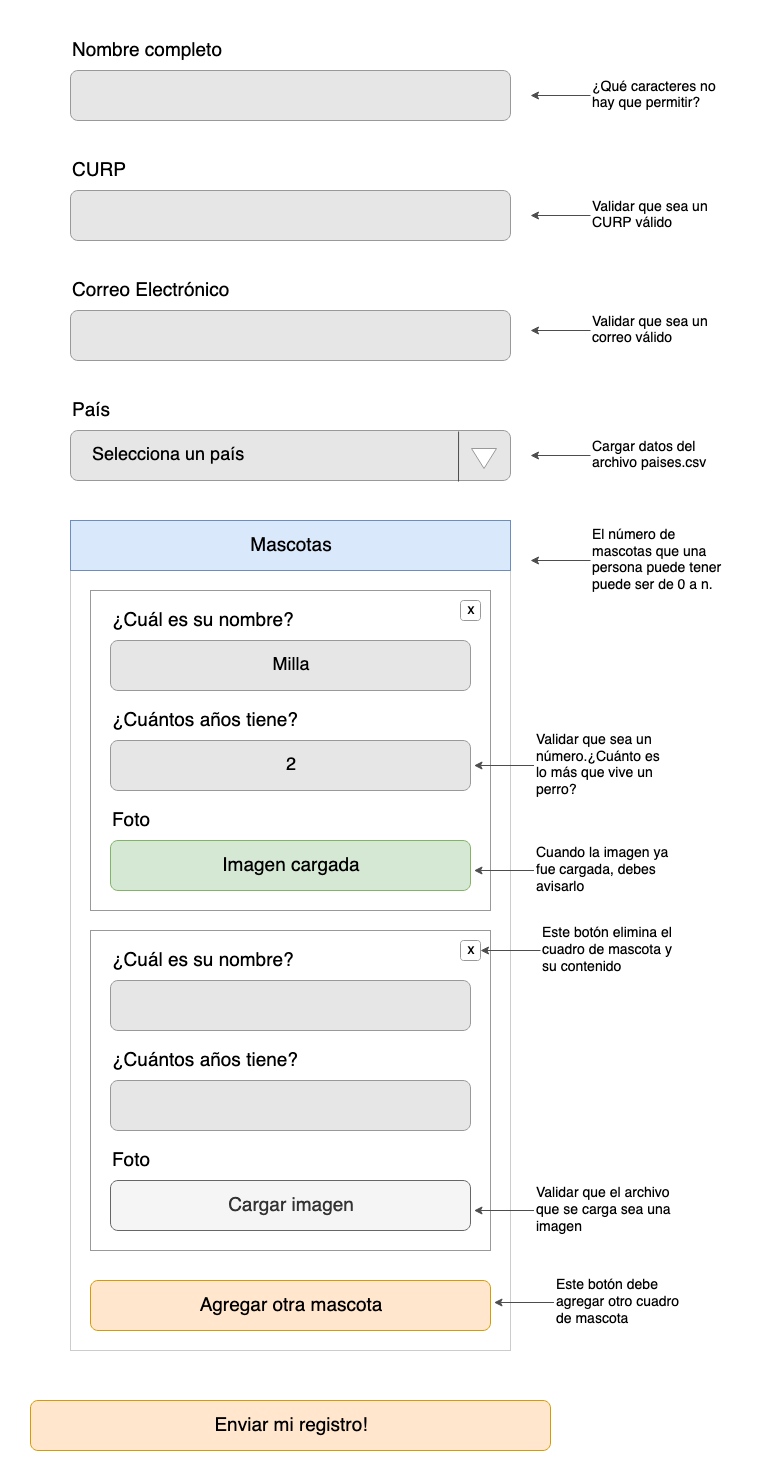 Nombre completo
¿Qué caracteres no
hay que permitir?
CURP
Validar que sea un
CURP válido
Correo Electrónico
Validar que sea un
correo válido
País
Selecciona un país
Cargar datos del
archivo paises.csv
Mascotas
El número de
mascotas que una
persona puede tener
puede ser de 0 a n.
x
¿Cuál es su nombre?
Milla
¿Cuántos años tiene?
2
Validar que sea un
número.¿Cuánto es
lo más que vive un
perro?
Foto
Imagen cargada
Cuando la imagen ya
fue cargada, debes
avisarlo
x
Este botón elimina el
cuadro de mascota y
su contenido
¿Cuál es su nombre?
¿Cuántos años tiene?
Foto
Cargar imagen
Validar que el archivo
que se carga sea una
imagen
Agregar otra mascota
Este botón debe
agregar otro cuadro
de mascota
Enviar mi registro!